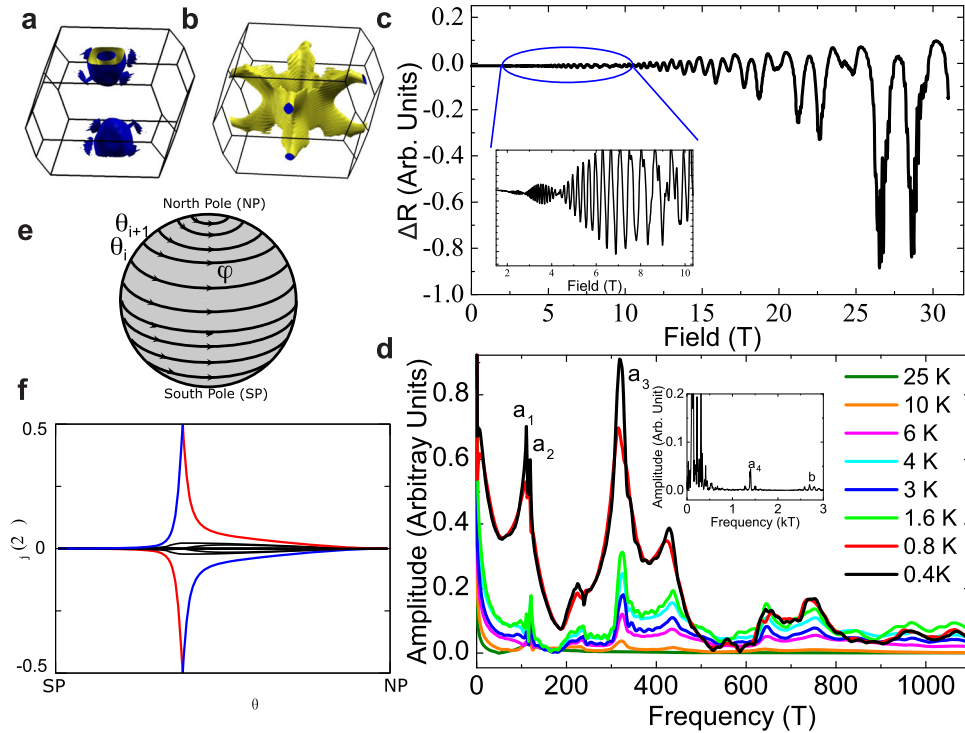 a
b
c
0.2
0.0
-0.2
-0.4
-0.6
-0.8
-1.0
ΔR (Arb. Units)
0 5 10 15 20 25 30
Field (T)
2 3 4 5 6 7 8 9 10
Field (T)
e
North Pole (NP)
θi+1
θi
φ
South Pole (SP)
d
0.8
0.6
0.4
0.2
0.0
Amplitude (Arbitray Units)
a1
a2
a3
0 200 400 600 800 1000
Frequency (T)
25 K
10 K
6 K
4 K
3 K
1.6 K
0.8 K
0.4K
0.2
0.1
0.0
Amplitude (Arb. Unit)
a4
b
0 1 2 3
Frequency (kT)
f
0.5
0
-0.5
(2
SP
NP
θ